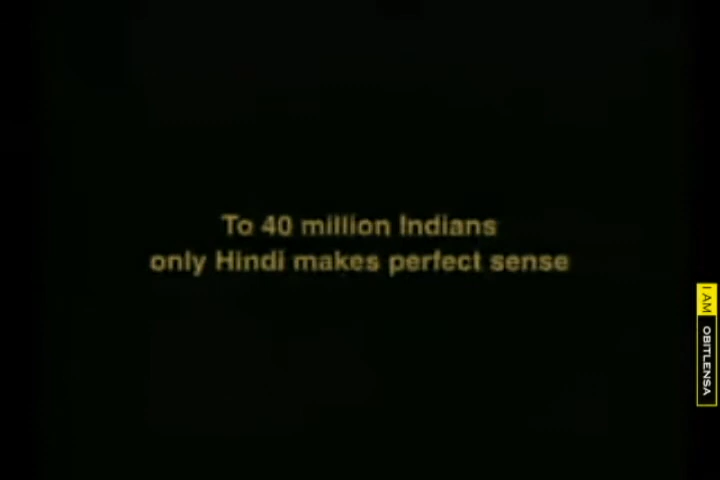 To 40 million Indians
only Hindi makes perfect sense
I AM OBITLENSA